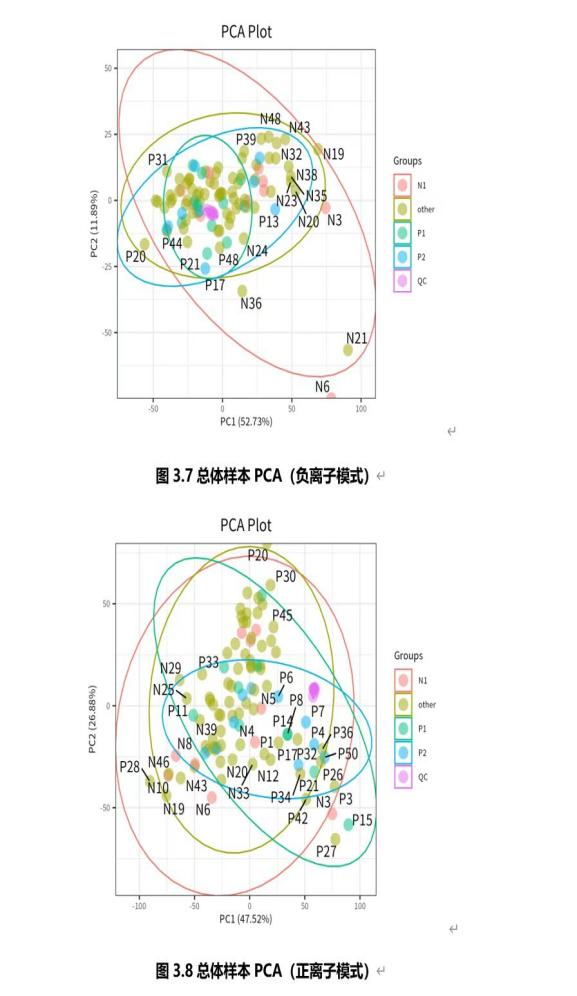 PCA Plot
50
25
0
-25
-50
PC2 (11.89%)
N48
N43
P39
N32
N19
P31
N38
N35
N23
N20
N3
P13
P44
P20
P21
P48
N24
P17
N36
N21
N6
-50
0
50
100
PC1 (52.73%)
Groups
N1
other
P1
P2
QC
图 3.7 总体样本 PCA（负离子模式）
PCA Plot
50
0
-50
PC2 (26.88%)
P20
P30
P45
P33
N29
N25
P11
P6
N5
P8
P7
P14
N39
N4
P1
P4
P36
N8
P17
P32
P50
N46
P28
N10
N20
N12
P26
N43
N33
P21
P34
N3
P3
N19
N6
P42
P15
P27
-100
-50
0
50
100
PC1 (47.52%)
Groups
N1
other
P1
P2
QC
图 3.8 总体样本 PCA（正离子模式）